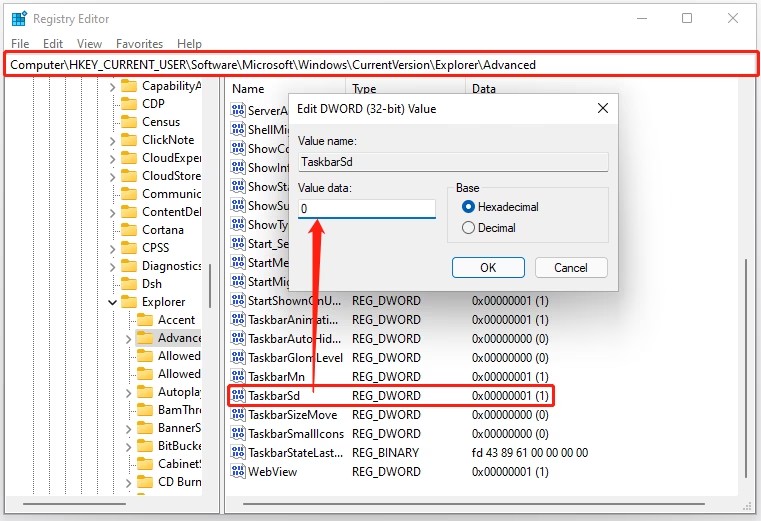 Registry Editor
File Edit View Favorites Help
Computer\HKEY_CURRENT_USER\Software\Microsoft\Windows\CurrentVersion\Explorer\Advanced
CapabilityA
CDP
Census
ClickNote
CloudExper
CloudStore
Communic
ContentDel
Cortana
CPSS
Diagnostics
Dsh
Explorer
Accent
Advance
Allowed
Allowed
Autoplay
BamThro
BannerS
BitBucke
CabinetS
CD Burn
Name Type Data
ServerA
ShellMig
ShowCo
ShowInf
ShowSta
ShowSu
ShowTy
Start_Se
StartMe
StartMig
StartShownOnU... REG_DWORD 0x00000001 (1)
TaskbarAnimati... REG_DWORD 0x00000001 (1)
TaskbarAutoHid... REG_DWORD 0x00000000 (0)
TaskbarGlomLevel REG_DWORD 0x00000000 (0)
TaskbarMn REG_DWORD 0x00000001 (1)
TaskbarSd REG_DWORD 0x00000001 (1)
TaskbarSizeMove REG_DWORD 0x00000000 (0)
TaskbarSmallIcons REG_DWORD 0x00000000 (0)
TaskbarStateLast... REG_BINARY fd 43 89 61 00 00 00 00
WebView REG_DWORD 0x00000001 (1)
Edit DWORD (32-bit) Value
Value name:
TaskbarSd
Value data:
0
Base
Hexadecimal
Decimal
OK Cancel